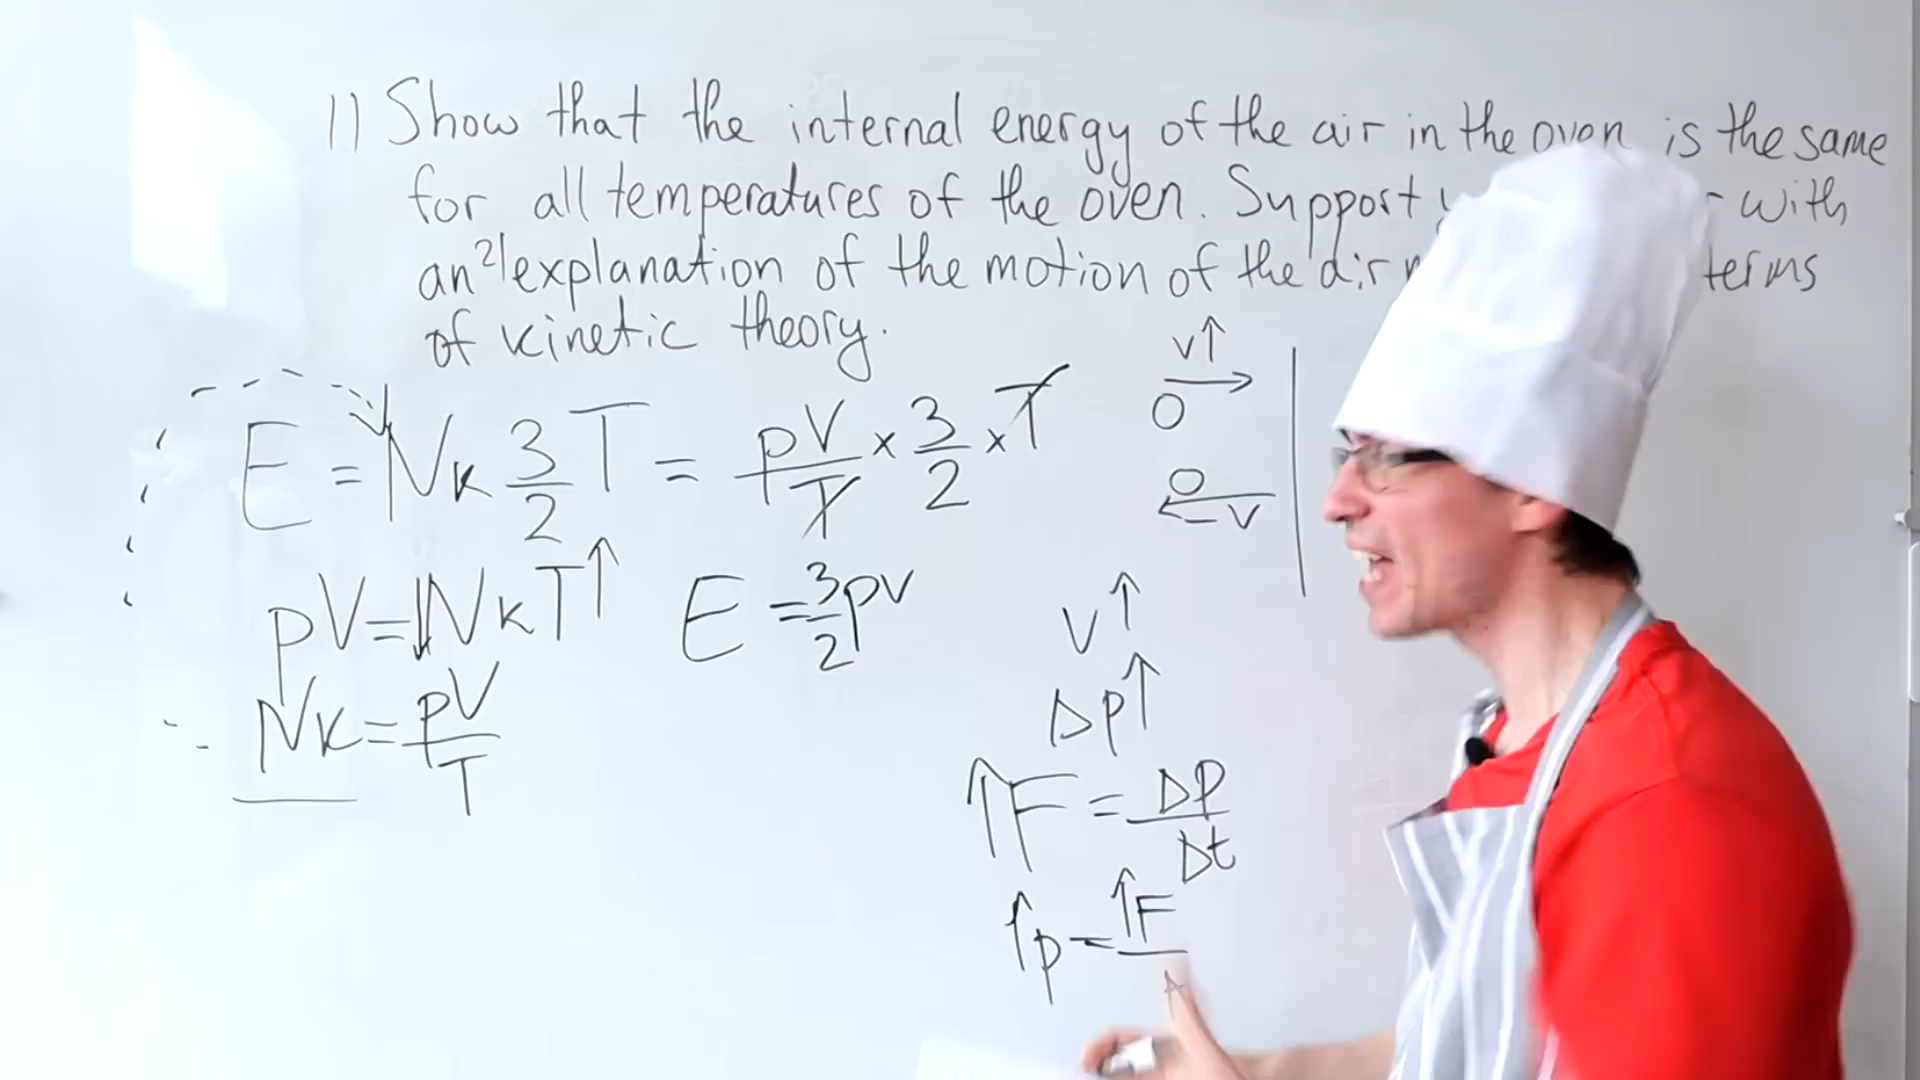 11) Show that the internal energy of the air in the oven is the same
for all temperatures of the oven. Support with
an 2) explanation of the motion of the air terms
of kinetic theory.
E = Nk 3/2 T = pV/T × 3/2 × T
pV = NkT↑
E = 3/2 pV
Nk = pV/T
v↑
v
v↑
Δp↑
↑F = Δp/Δt
↑p = ↑F/A